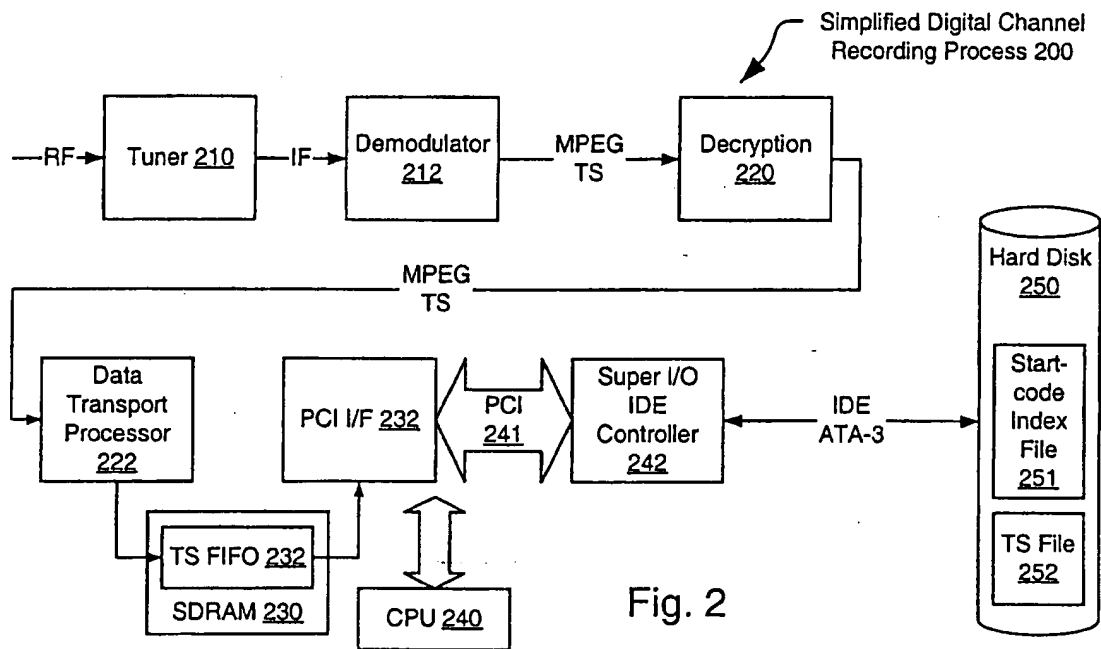 Simplified Digital Channel
Recording Process 200
RF
Tuner 210
IF
Demodulator
212
MPEG
TS
Decryption
220
MPEG
TS
Hard Disk
250
Data
Transport
Processor
222
PCI I/F 232
PCI
241
Super I/O
IDE
Controller
242
IDE
ATA-3
Start-
code
Index
File
251
TS FIFO 232
SDRAM 230
CPU 240
Fig. 2
TS File
252